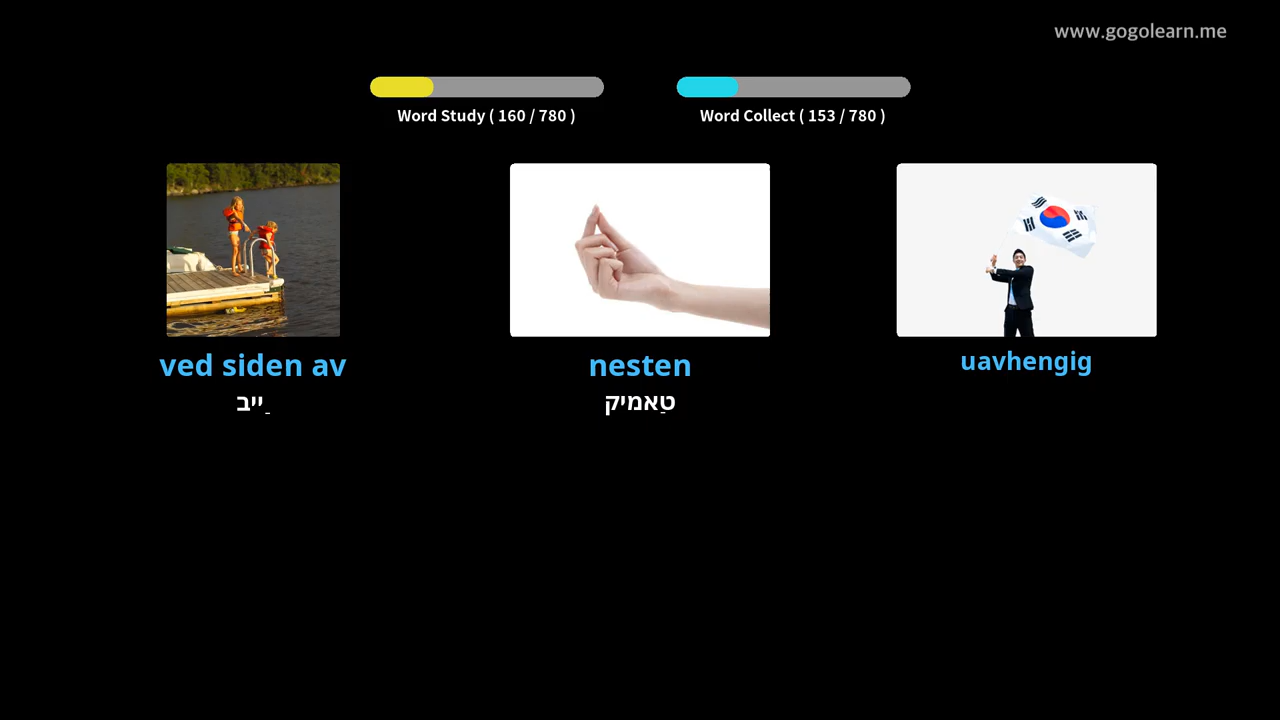 www.gogolearn.me
Word Study ( 160 / 780 )
Word Collect ( 153 / 780 )
ved siden av
ַייב
nesten
טַאמיק
uavhengig